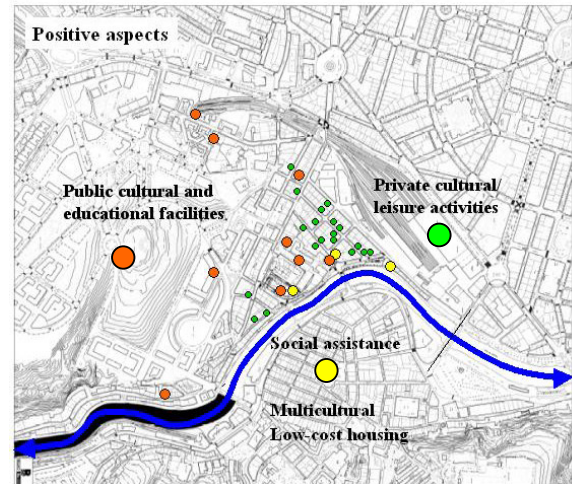 Positive aspects
Public cultural and
educational facilities
Private cultural
leisure activities
Social assistance
Multicultural
Low-cost housing